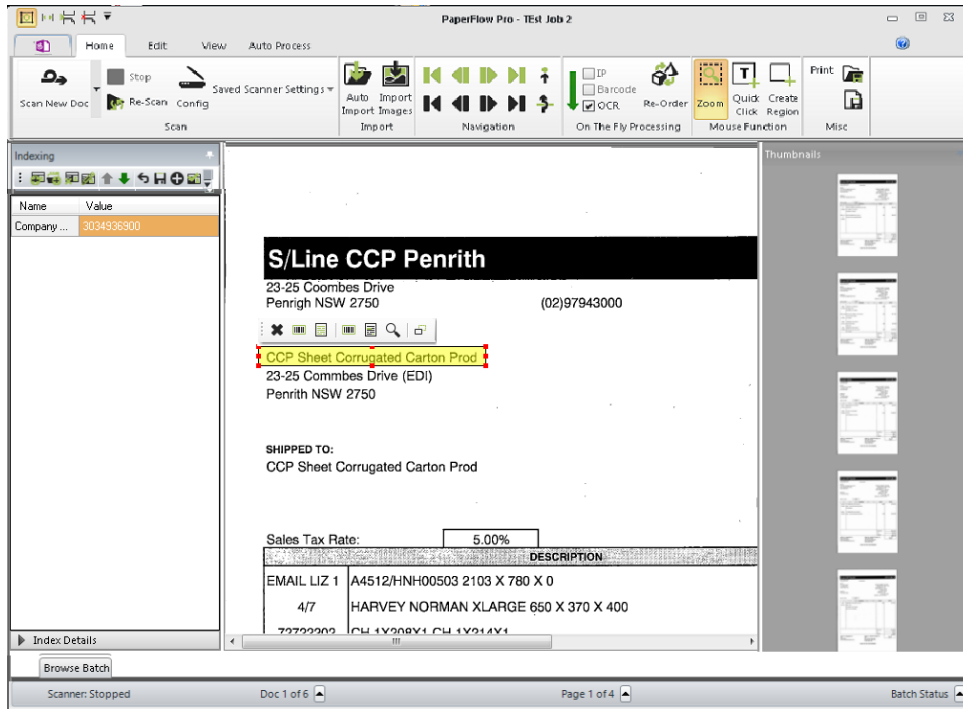 PaperFlow Pro - TEst Job 2
Home Edit View Auto Process
Scan New Doc
Stop
Re-Scan
Config
Saved Scanner Settings
Scan
Auto Import
Import Images
Import
Navigation
IP
Barcode
OCR
Re-Order
On The Fly Processing
Zoom
Quick Click
Create Region
Mouse Function
Print
Misc
Indexing
Name Value
Company ... 3034936900
Index Details
S/Line CCP Penrith
23-25 Coombes Drive
Penrigh NSW 2750 (02)97943000
CCP Sheet Corrugated Carton Prod
23-25 Commbes Drive (EDI)
Penrith NSW 2750
SHIPPED TO:
CCP Sheet Corrugated Carton Prod
Sales Tax Rate: 5.00%
DESCRIPTION
EMAIL LIZ 1 A4512/HNH00503 2103 X 780 X 0
4/7 HARVEY NORMAN XLARGE 650 X 370 X 400
72722202 CH 1X208X1 CH 1X214X1
Thumbnails
Browse Batch
Scanner: Stopped Doc 1 of 6 Page 1 of 4 Batch Status